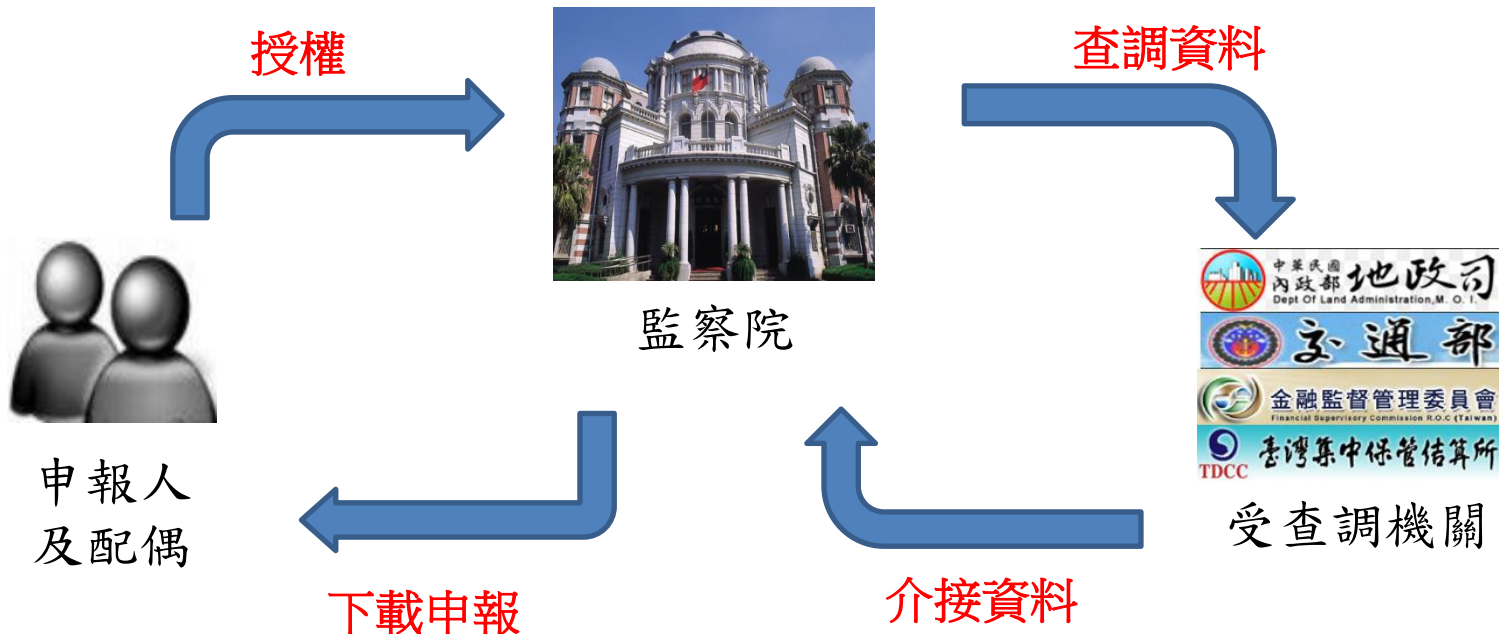 授權
查調資料
監察院
中華民國
內政部
地政司
Dept Of Land Administration,M. O. I.
交通部
金融監督管理委員會
Financial Supervisory Commission R.O.C (Taiwan)
TDCC
臺灣集中保管結算所
受查調機關
申報人
及配偶
下載申報
介接資料